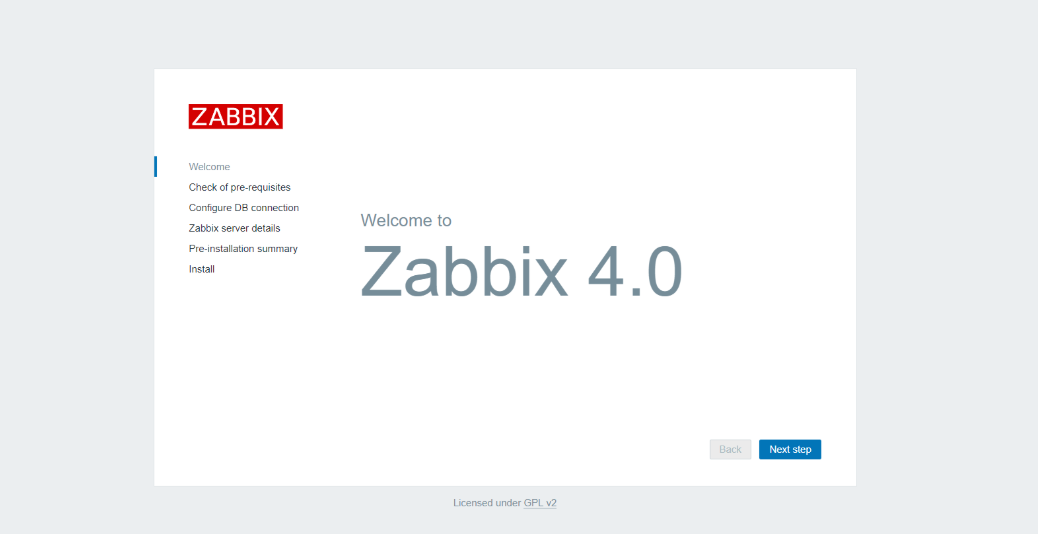 ZABBIX
Welcome
Check of pre-requisites
Configure DB connection
Zabbix server details
Pre-installation summary
Install
Welcome to
Zabbix 4.0
Back
Next step
Licensed under GPL v2